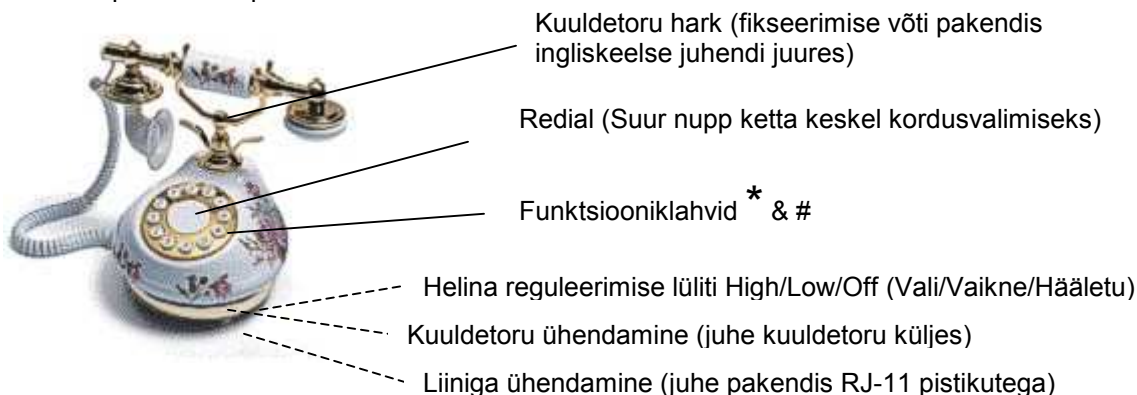 Kuuldetoru hark (fikseerimise võti pakendis
ingliskeelse juhendi juures)
Redial (Suur nupp ketta keskel kordusvalimiseks)
Funktsiooniklahvid * & #
Helina reguleerimise lüliti High/Low/Off (Vali/Vaikne/Hääletu)
Kuuldetoru ühendamine (juhe kuuldetoru küljes)
Liiniga ühendamine (juhe pakendis RJ-11 pistikutega)